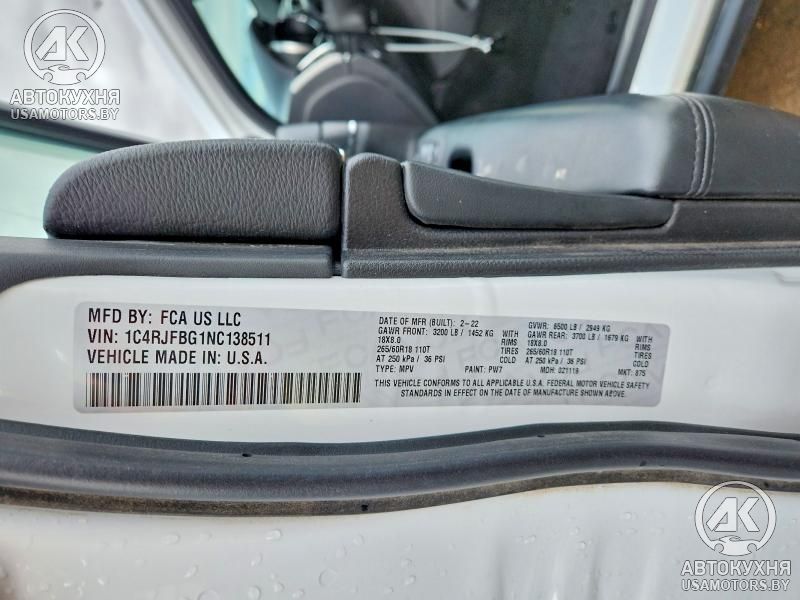 АК
АВТОКУХНЯ
USAMOTORS.BY
MFD BY: FCA US LLC
VIN: 1C4RJFBG1NC138511
VEHICLE MADE IN U.S.A.
DATE OF MFR (BUILT): 2-22
GAWR FRONT: 3200 LB / 1452 KG WITH
18X8.0 RIMS
265/60R18 110T TIRES
AT 250 kPa / 36 PSI COLD
TYPE: MPV PAINT: PW7
GVWR: 6500 LB / 2949 KG
GAWR REAR: 3700 LB / 1679 KG WITH
18X8.0 RIMS
265/60R18 110T TIRES
AT 250 kPa / 36 PSI COLD
MDH: 021119 MKT: 875
THIS VEHICLE CONFORMS TO ALL APPLICABLE U.S.A. FEDERAL MOTOR VEHICLE SAFETY
STANDARDS IN EFFECT ON THE DATE OF MANUFACTURE SHOWN ABOVE.
АК
АВТОКУХНЯ
USAMOTORS.BY